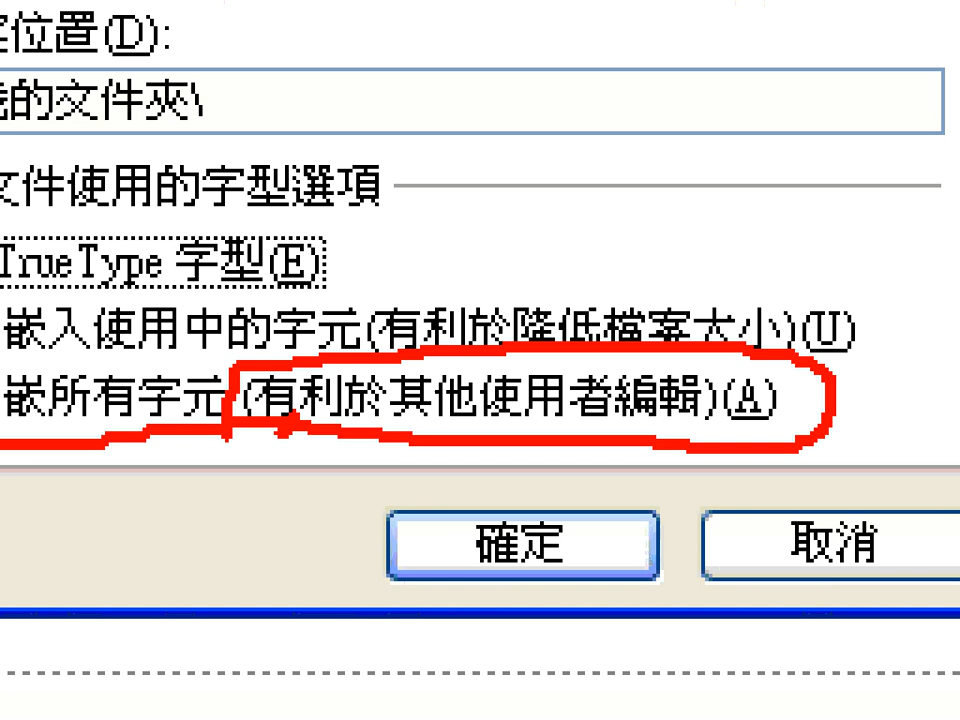 位置(D):
的文件夾\
文件使用的字型選項
TrueType 字型(E)
嵌入使用中的字元(有利於降低檔案大小)(U)
嵌所有字元 (有利於其他使用者編輯)(A)
確定
取消